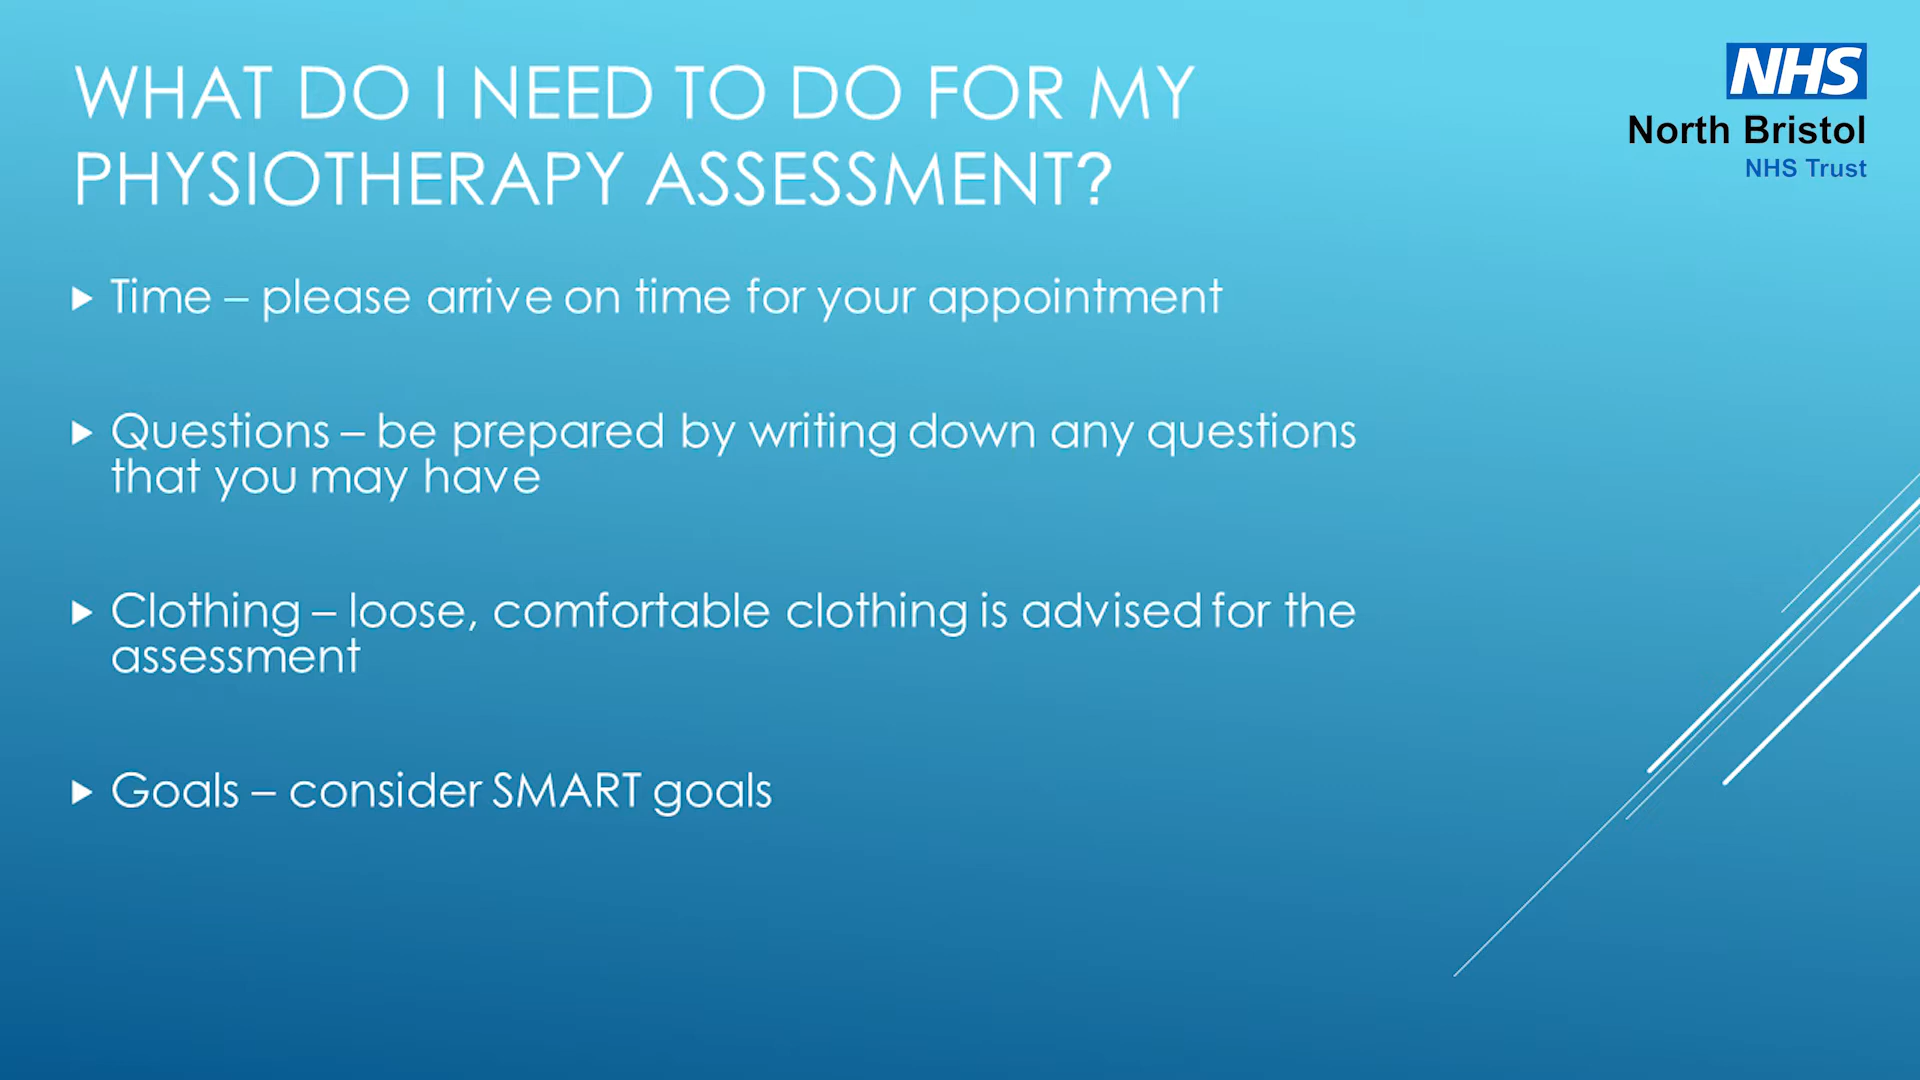 WHAT DO I NEED TO DO FOR MY
PHYSIOTHERAPY ASSESSMENT?
NHS
North Bristol
NHS Trust
Time – please arrive on time for your appointment
Questions – be prepared by writing down any questions
that you may have
Clothing – loose, comfortable clothing is advised for the
assessment
Goals – consider SMART goals